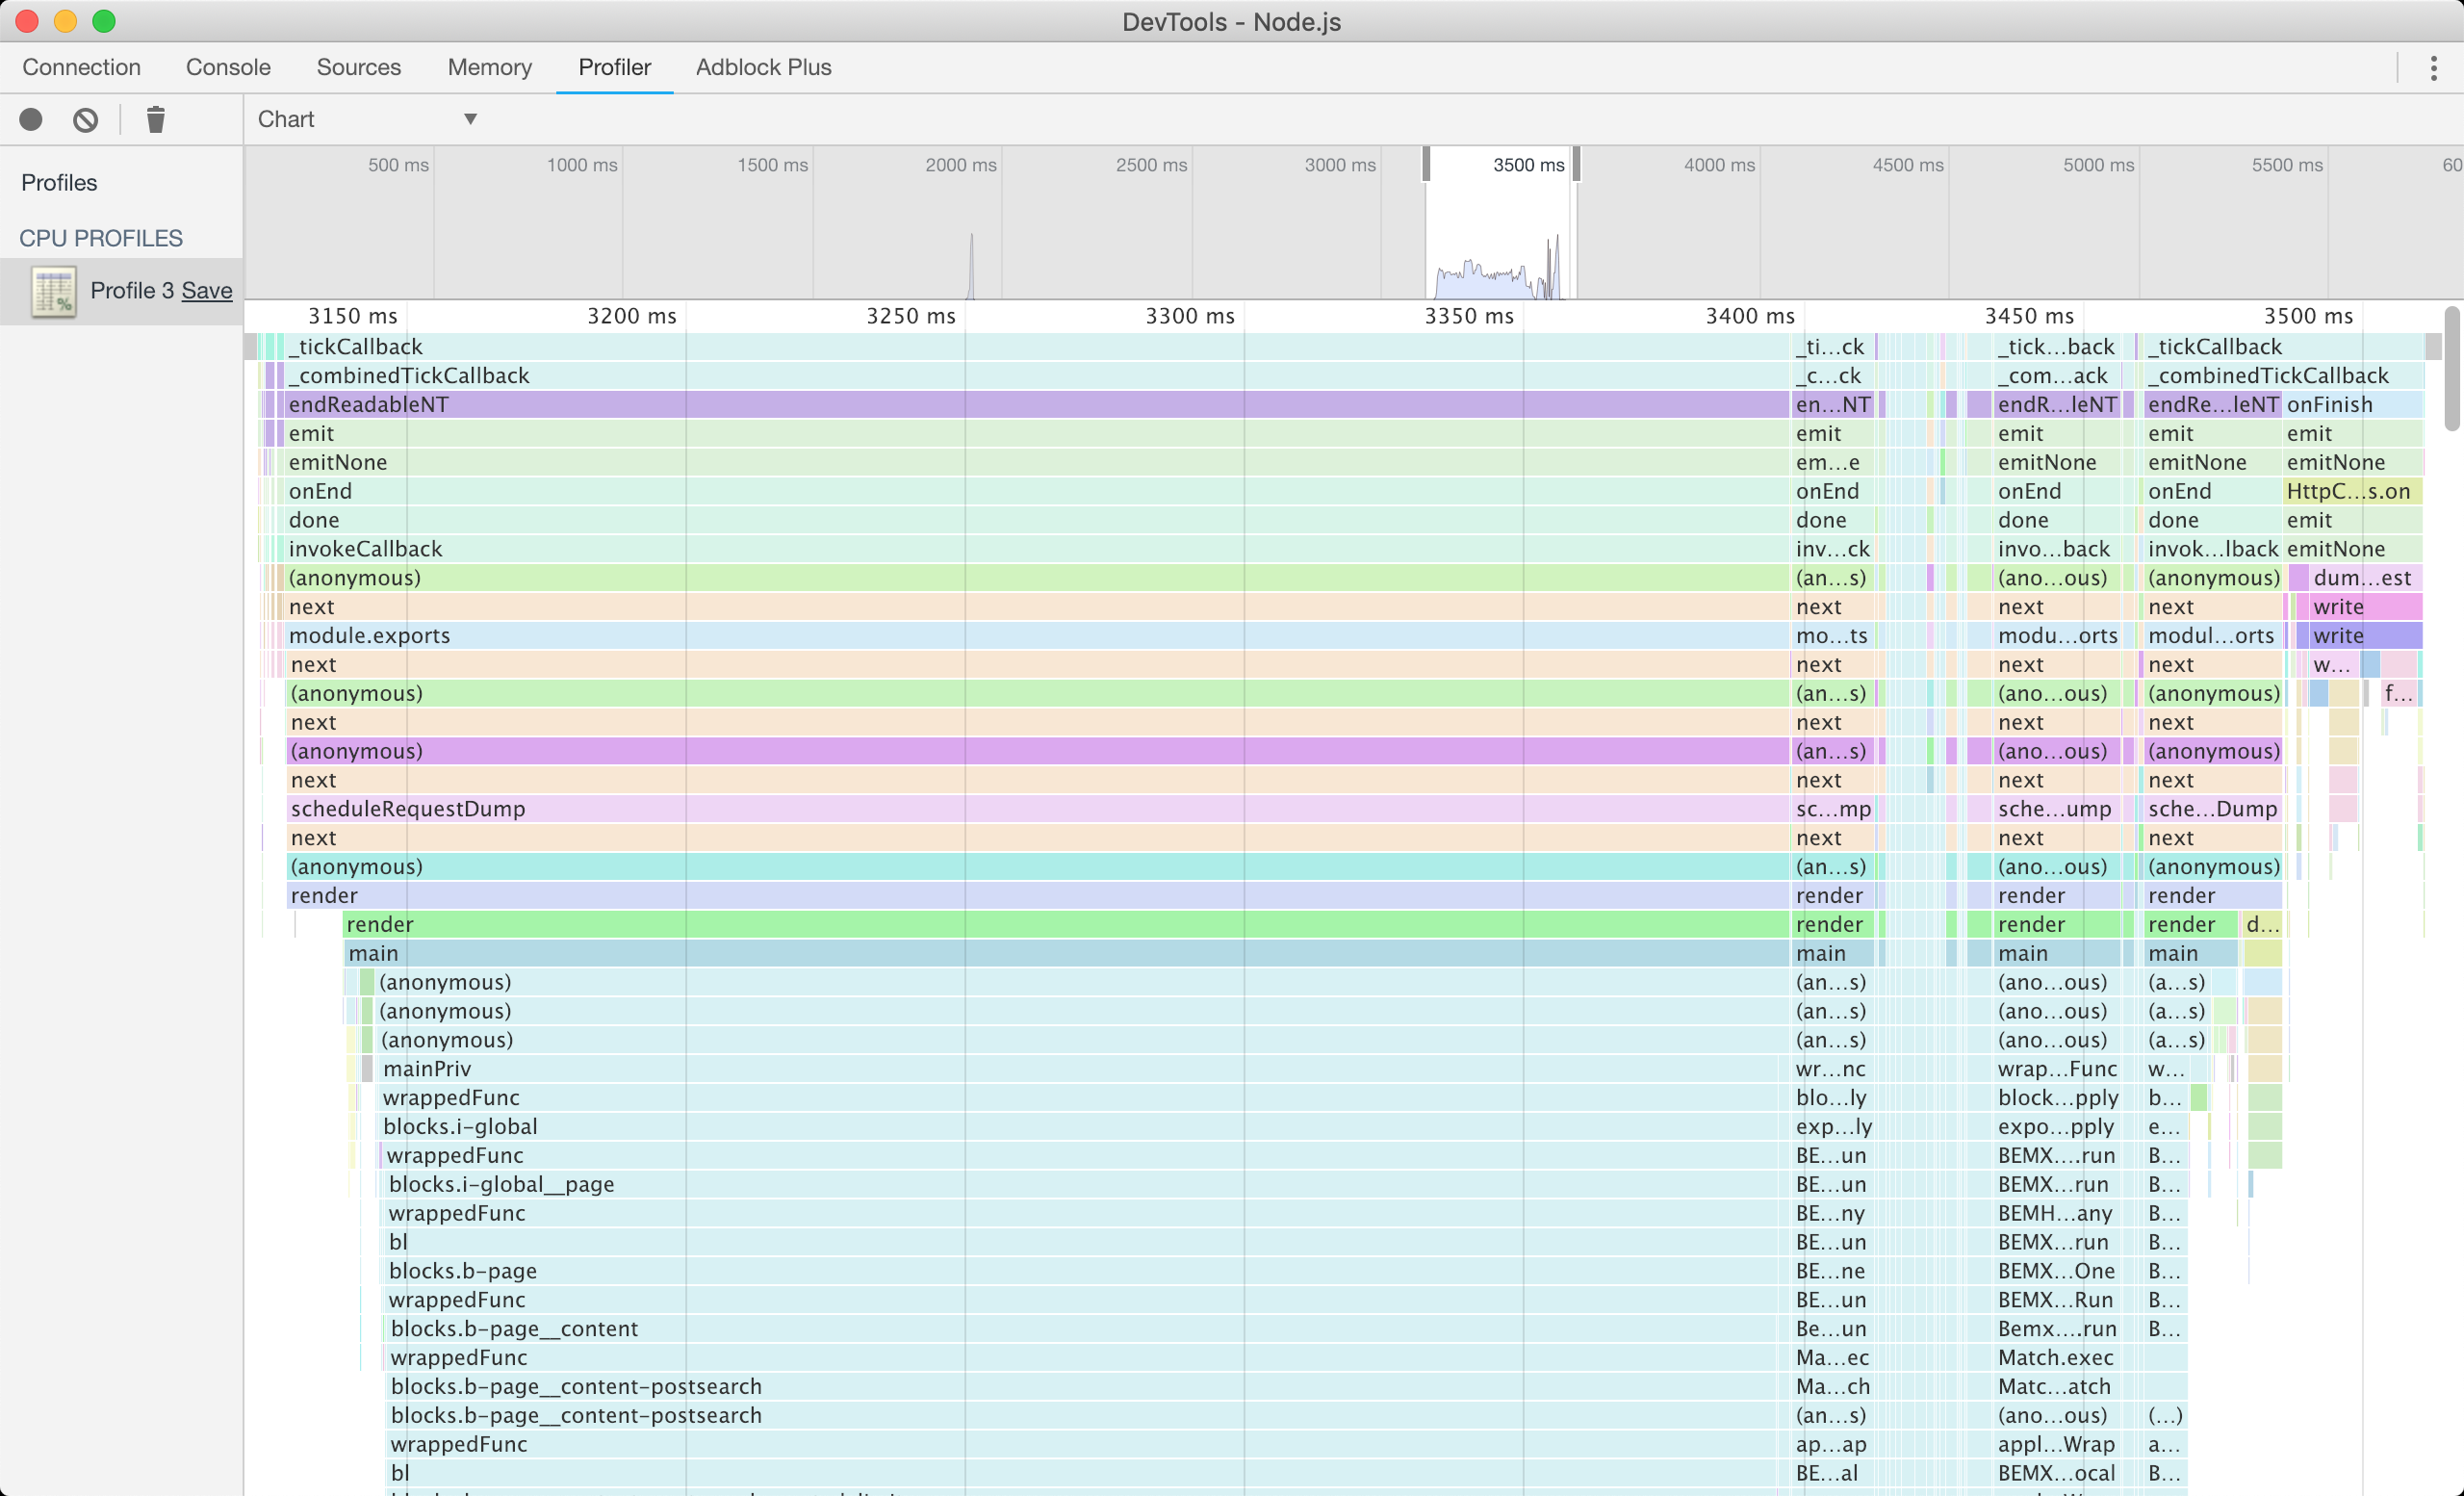 DevTools - Node.js
Connection Console Sources Memory Profiler Adblock Plus
Chart ▼
Profiles
CPU PROFILES
Profile 3 Save
%
500 ms 1000 ms 1500 ms 2000 ms 2500 ms 3000 ms 3500 ms 4000 ms 4500 ms 5000 ms 5500 ms 60
3150 ms 3200 ms 3250 ms 3300 ms 3350 ms 3400 ms 3450 ms 3500 ms
_tickCallback _ti…ck _tick…back _tickCallback
_combinedTickCallback _c…ck _com…ack _combinedTickCallback
endReadableNT en…NT endR…leNT endRe…leNT onFinish
emit emit emit emit emit
emitNone em…e emitNone emitNone emitNone
onEnd onEnd onEnd onEnd HttpC…s.on
done done done done emit
invokeCallback inv…ck invo…back invok…lback emitNone
(anonymous) (an…s) (ano…ous) (anonymous) dum…est
next next next next write
module.exports mo…ts modu…orts modul…orts write
next next next next w…
(anonymous) (an…s) (ano…ous) (anonymous) f…
next next next next
(anonymous) (an…s) (ano…ous) (anonymous)
next next next next
scheduleRequestDump sc…mp sche…ump sche…Dump
next next next next
(anonymous) (an…s) (ano…ous) (anonymous)
render render render render
render render render render d…
main main main main
(anonymous) (an…s) (ano…ous) (a…s)
(anonymous) (an…s) (ano…ous) (a…s)
(anonymous) (an…s) (ano…ous) (a…s)
mainPriv wr…nc wrap…Func w…
wrappedFunc blo…ly block…pply b…
blocks.i-global exp…ly expo…pply e…
wrappedFunc BE…un BEMX….run B…
blocks.i-global__page BE…un BEMX…run B…
wrappedFunc BE…ny BEMH…any B…
bl BE…un BEMX…run B…
blocks.b-page BE…ne BEMX…One B…
wrappedFunc BE…un BEMX…Run B…
blocks.b-page__content Be…un Bemx….run B…
wrappedFunc Ma…ec Match.exec
blocks.b-page__content-postsearch Ma…ch Matc…atch
blocks.b-page__content-postsearch (an…s) (ano…ous) (…)
wrappedFunc ap…ap appl…Wrap a…
bl BE…al BEMX…ocal B…